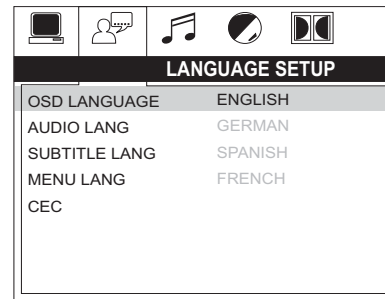 LANGUAGE SETUP
OSD LANGUAGE ENGLISH
AUDIO LANG GERMAN
SUBTITLE LANG SPANISH
MENU LANG FRENCH
CEC